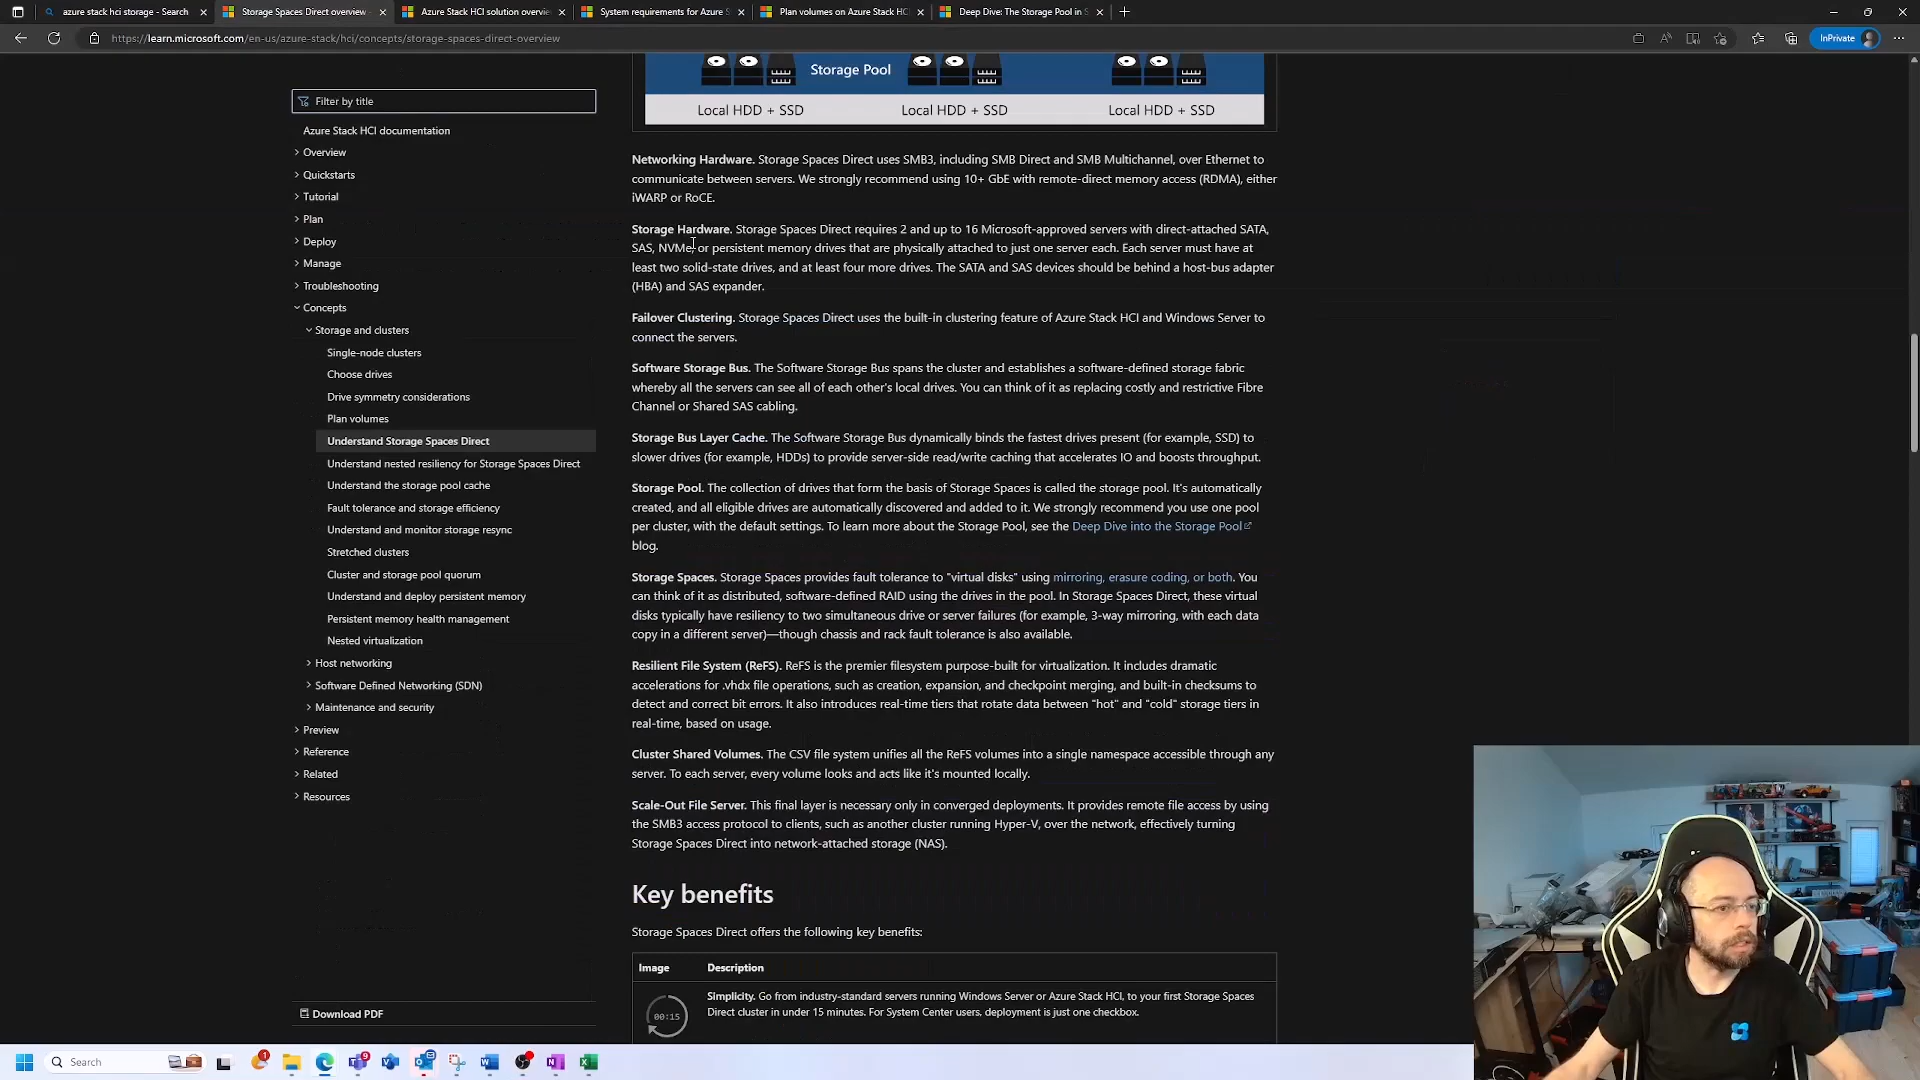 azure stack hci storage - Search
Storage Spaces Direct overview
Azure Stack HCI solution overvie
System requirements for Azure S
Plan volumes on Azure Stack HC
Deep Dive: The Storage Pool in S
https://learn.microsoft.com/en-us/azure-stack/hci/concepts/storage-spaces-direct-overview
InPrivate
Filter by title
Azure Stack HCI documentation
Overview
Quickstarts
Tutorial
Plan
Deploy
Manage
Troubleshooting
Concepts
Storage and clusters
Single-node clusters
Choose drives
Drive symmetry considerations
Plan volumes
Understand Storage Spaces Direct
Understand nested resiliency for Storage Spaces Direct
Understand the storage pool cache
Fault tolerance and storage efficiency
Understand and monitor storage resync
Stretched clusters
Cluster and storage pool quorum
Understand and deploy persistent memory
Persistent memory health management
Nested virtualization
Host networking
Software Defined Networking (SDN)
Maintenance and security
Preview
Reference
Related
Resources
Download PDF
Storage Pool
Local HDD + SSD
Local HDD + SSD
Local HDD + SSD
Networking Hardware. Storage Spaces Direct uses SMB3, including SMB Direct and SMB Multichannel, over Ethernet to
communicate between servers. We strongly recommend using 10+ GbE with remote-direct memory access (RDMA), either
iWARP or RoCE.
Storage Hardware. Storage Spaces Direct requires 2 and up to 16 Microsoft-approved servers with direct-attached SATA,
SAS, NVMe, or persistent memory drives that are physically attached to just one server each. Each server must have at
least two solid-state drives, and at least four more drives. The SATA and SAS devices should be behind a host-bus adapter
(HBA) and SAS expander.
Failover Clustering. Storage Spaces Direct uses the built-in clustering feature of Azure Stack HCI and Windows Server to
connect the servers.
Software Storage Bus. The Software Storage Bus spans the cluster and establishes a software-defined storage fabric
whereby all the servers can see all of each other's local drives. You can think of it as replacing costly and restrictive Fibre
Channel or Shared SAS cabling.
Storage Bus Layer Cache. The Software Storage Bus dynamically binds the fastest drives present (for example, SSD) to
slower drives (for example, HDDs) to provide server-side read/write caching that accelerates IO and boosts throughput.
Storage Pool. The collection of drives that form the basis of Storage Spaces is called the storage pool. It's automatically
created, and all eligible drives are automatically discovered and added to it. We strongly recommend you use one pool
per cluster, with the default settings. To learn more about the Storage Pool, see the Deep Dive into the Storage Pool
blog.
Storage Spaces. Storage Spaces provides fault tolerance to "virtual disks" using mirroring, erasure coding, or both. You
can think of it as distributed, software-defined RAID using the drives in the pool. In Storage Spaces Direct, these virtual
disks typically have resiliency to two simultaneous drive or server failures (for example, 3-way mirroring, with each data
copy in a different server)—though chassis and rack fault tolerance is also available.
Resilient File System (ReFS). ReFS is the premier filesystem purpose-built for virtualization. It includes dramatic
accelerations for .vhdx file operations, such as creation, expansion, and checkpoint merging, and built-in checksums to
detect and correct bit errors. It also introduces real-time tiers that rotate data between "hot" and "cold" storage tiers in
real-time, based on usage.
Cluster Shared Volumes. The CSV file system unifies all the ReFS volumes into a single namespace accessible through any
server. To each server, every volume looks and acts like it's mounted locally.
Scale-Out File Server. This final layer is necessary only in converged deployments. It provides remote file access by using
the SMB3 access protocol to clients, such as another cluster running Hyper-V, over the network, effectively turning
Storage Spaces Direct into network-attached storage (NAS).
Key benefits
Storage Spaces Direct offers the following key benefits:
Image
Description
00:15
Simplicity. Go from industry-standard servers running Windows Server or Azure Stack HCI, to your first Storage Spaces
Direct cluster in under 15 minutes. For System Center users, deployment is just one checkbox.
Search